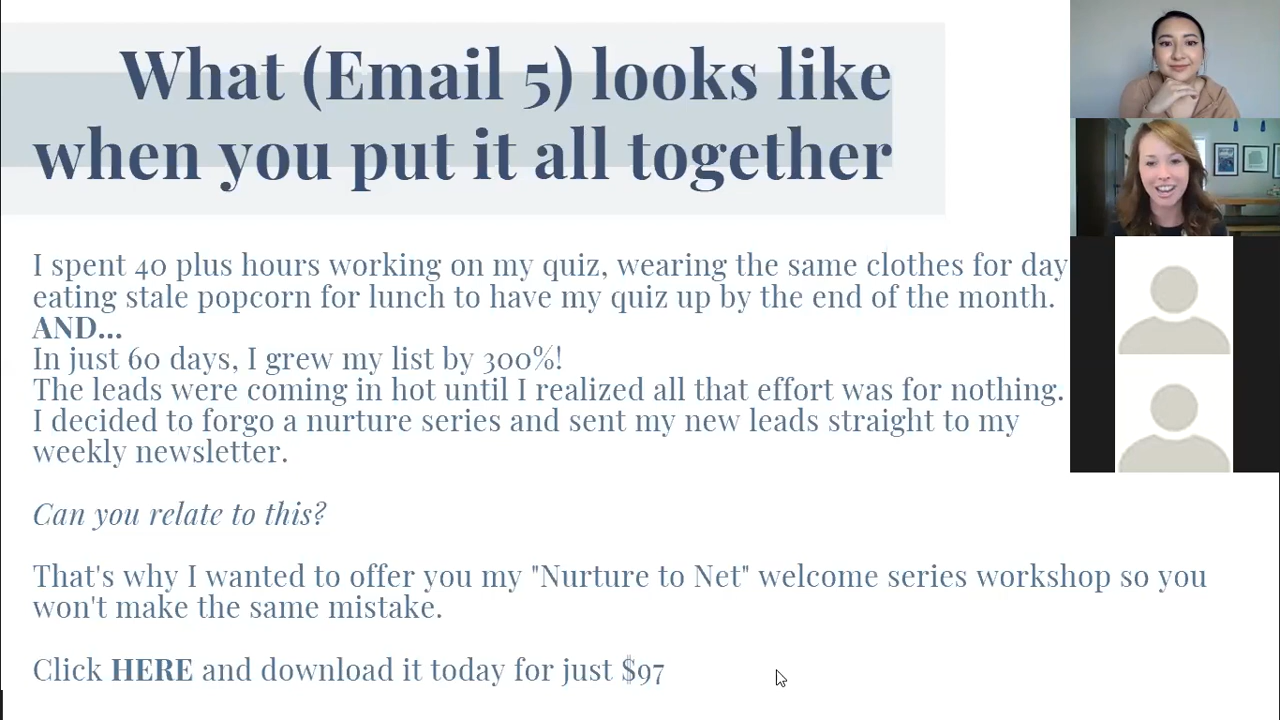 What (Email 5) looks like
when you put it all together
I spent 40 plus hours working on my quiz, wearing the same clothes for day
eating stale popcorn for lunch to have my quiz up by the end of the month.
AND...
In just 60 days, I grew my list by 300%!
The leads were coming in hot until I realized all that effort was for nothing.
I decided to forgo a nurture series and sent my new leads straight to my
weekly newsletter.
Can you relate to this?
That's why I wanted to offer you my "Nurture to Net" welcome series workshop so you
won't make the same mistake.
Click HERE and download it today for just $97